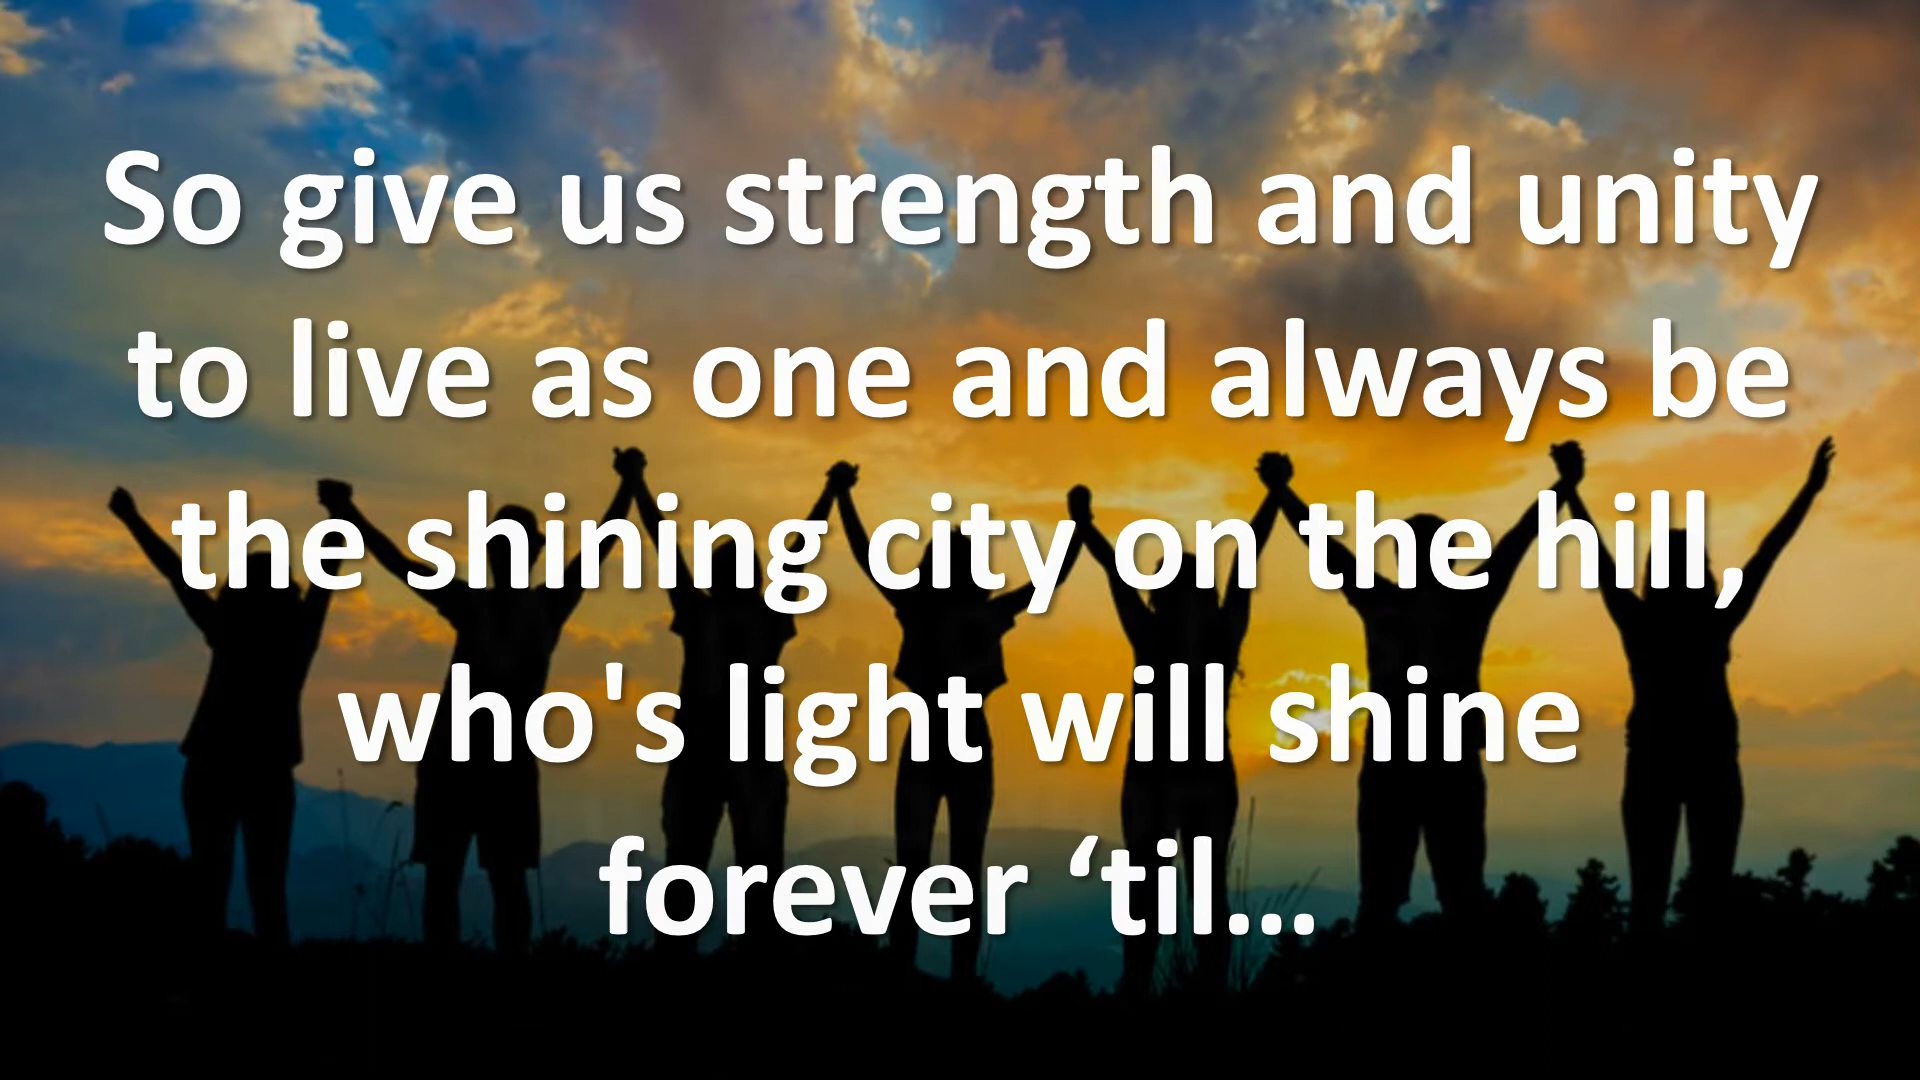 So give us strength and unity
to live as one and always be
the shining city on the hill,
who's light will shine
forever ‘til…